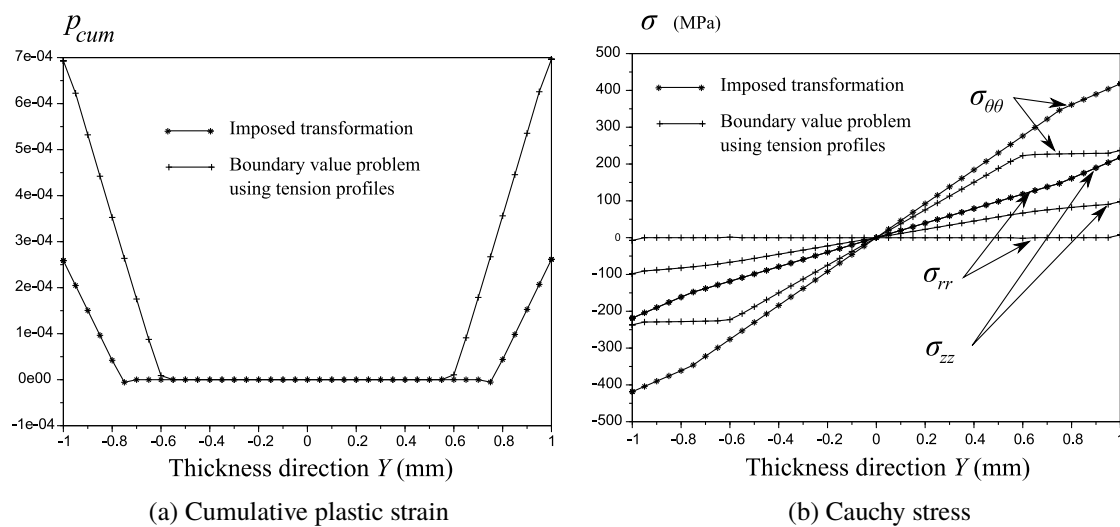 p_cum
7e-04
6e-04
5e-04
4e-04
3e-04
2e-04
1e-04
0e00
-1e-04
-1 -0.8 -0.6 -0.4 -0.2 0 0.2 0.4 0.6 0.8 1
Imposed transformation
Boundary value problem
using tension profiles
Thickness direction Y (mm)
(a) Cumulative plastic strain
σ (MPa)
500
400
300
200
100
0
-100
-200
-300
-400
-500
-1 -0.8 -0.6 -0.4 -0.2 0 0.2 0.4 0.6 0.8 1
Imposed transformation
Boundary value problem
using tension profiles
σθθ
σrr
σzz
Thickness direction Y (mm)
(b) Cauchy stress